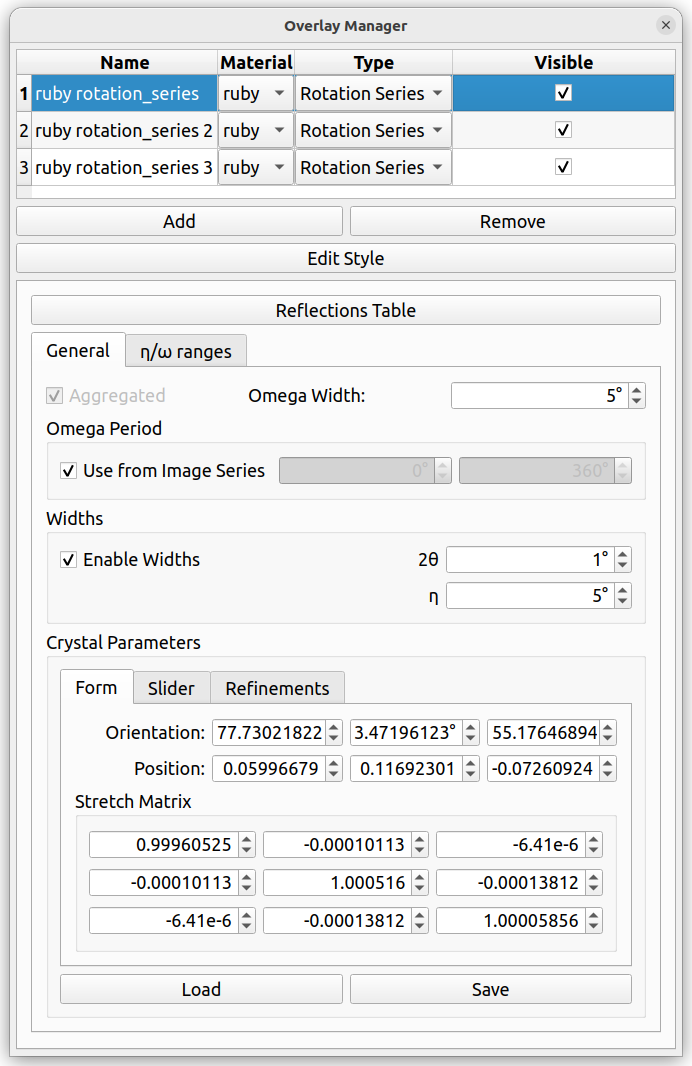 Overlay Manager
Name Material Type Visible
1 ruby rotation_series ruby Rotation Series
2 ruby rotation_series 2 ruby Rotation Series
3 ruby rotation_series 3 ruby Rotation Series
Add Remove
Edit Style
Reflections Table
General η/ω ranges
Aggregated Omega Width: 5°
Omega Period
Use from Image Series 0° 360°
Widths
Enable Widths 2θ 1°
η 5°
Crystal Parameters
Form Slider Refinements
Orientation: 77.73021822 3.47196123° 55.17646894
Position: 0.05996679 0.11692301 -0.07260924
Stretch Matrix
0.99960525 -0.00010113 -6.41e-6
-0.00010113 1.000516 -0.00013812
-6.41e-6 -0.00013812 1.00005856
Load Save